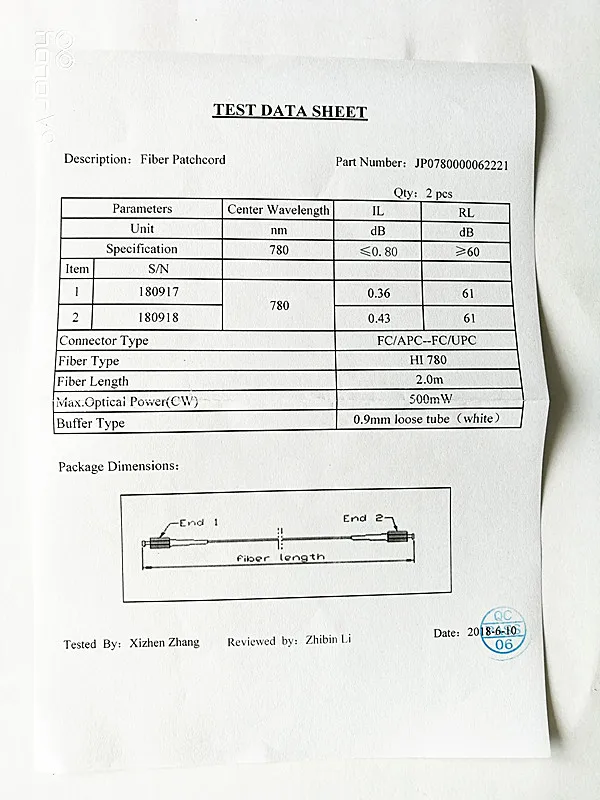 honor
TEST DATA SHEET
Description: Fiber Patchcord
Part Number: JP0780000062221
Qty: 2 pcs
Parameters Center Wavelength IL RL
Unit nm dB dB
Specification 780 ≤0.80 ≥60
Item S/N
1 180917 780 0.36 61
2 180918 0.43 61
Connector Type FC/APC--FC/UPC
Fiber Type HI 780
Fiber Length 2.0m
Max.Optical Power(CW) 500mW
Buffer Type 0.9mm loose tube (white)
Package Dimensions:
End 1 End 2
fiber length
Tested By: Xizhen Zhang Reviewed by: Zhibin Li Date: 2018-6-10
QC
06